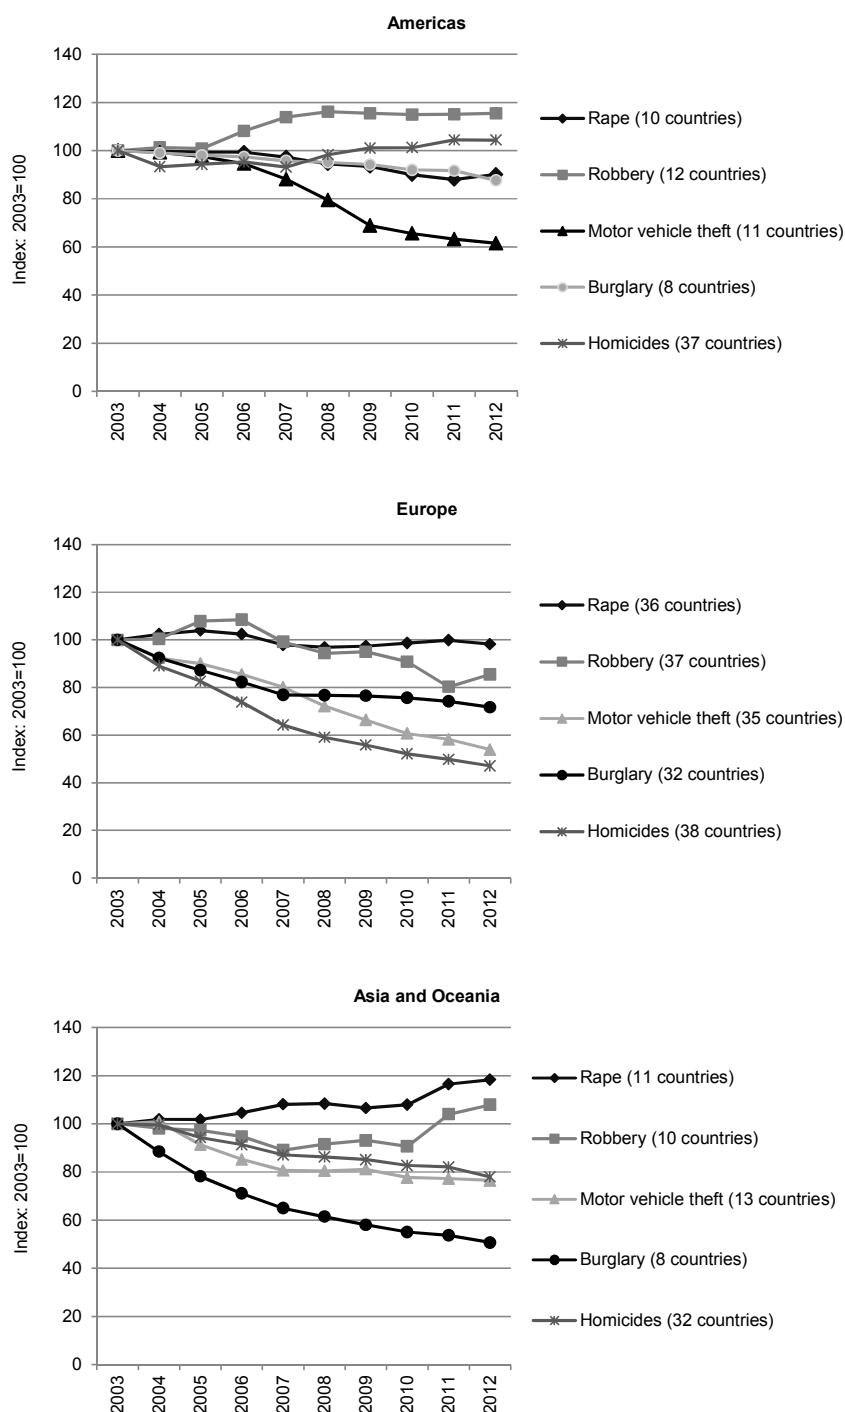 Americas
140
120
100
80
60
40
20
0
Index: 2003=100
2003 2004 2005 2006 2007 2008 2009 2010 2011 2012
Rape (10 countries)
Robbery (12 countries)
Motor vehicle theft (11 countries)
Burglary (8 countries)
Homicides (37 countries)
Europe
140
120
100
80
60
40
20
0
Index: 2003=100
2003 2004 2005 2006 2007 2008 2009 2010 2011 2012
Rape (36 countries)
Robbery (37 countries)
Motor vehicle theft (35 countries)
Burglary (32 countries)
Homicides (38 countries)
Asia and Oceania
140
120
100
80
60
40
20
0
Index: 2003=100
2003 2004 2005 2006 2007 2008 2009 2010 2011 2012
Rape (11 countries)
Robbery (10 countries)
Motor vehicle theft (13 countries)
Burglary (8 countries)
Homicides (32 countries)